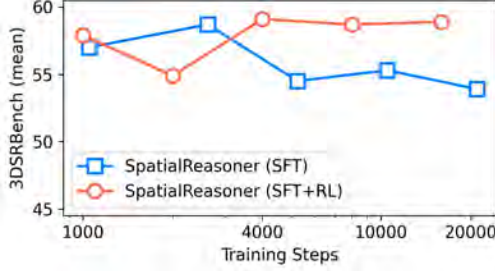 60
55
50
45
3DSRBench (mean)
SpatialReasoner (SFT)
SpatialReasoner (SFT+RL)
1000
4000
10000
20000
Training Steps